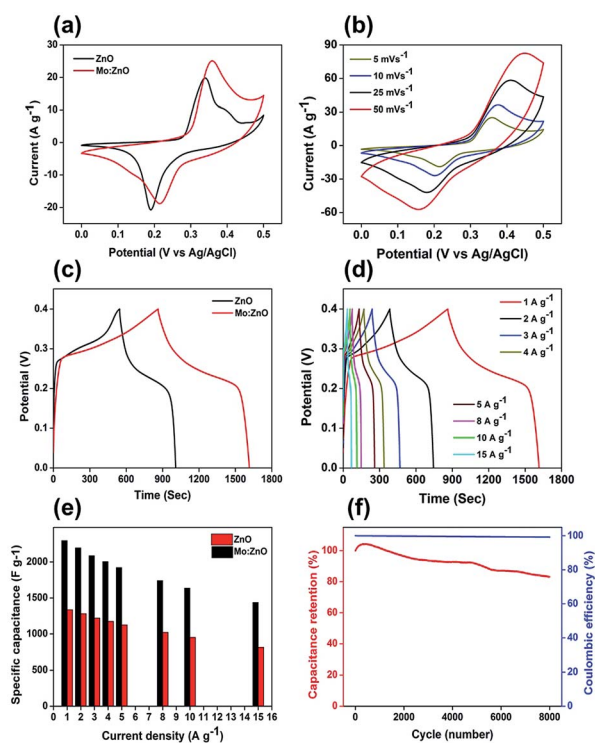 (a)
ZnO
Mo:ZnO
30
20
10
0
-10
-20
Current (A g-1)
0.0 0.1 0.2 0.3 0.4 0.5
Potential (V vs Ag/AgCl)
(b)
5 mVs-1
10 mVs-1
25 mVs-1
50 mVs-1
90
60
30
0
-30
-60
Current (A g-1)
0.0 0.1 0.2 0.3 0.4 0.5
Potential (V vs Ag/AgCl)
(c)
ZnO
Mo:ZnO
0.4
0.3
0.2
0.1
0.0
Potential (V)
0 300 600 900 1200 1500 1800
Time (Sec)
(d)
1 A g-1
2 A g-1
3 A g-1
4 A g-1
5 A g-1
8 A g-1
10 A g-1
15 A g-1
0.4
0.3
0.2
0.1
0.0
Potential (V)
0 300 600 900 1200 1500 1800
Time (Sec)
(e)
ZnO
Mo:ZnO
2000
1500
1000
500
0
Specific capacitance (F g-1)
0 1 2 3 4 5 6 7 8 9 10 11 12 13 14 15 16
Current density (A g-1)
(f)
100
80
60
40
20
0
Capacitance retention (%)
100
80
60
40
20
0
Coulombic efficiency (%)
0 2000 4000 6000 8000
Cycle (number)